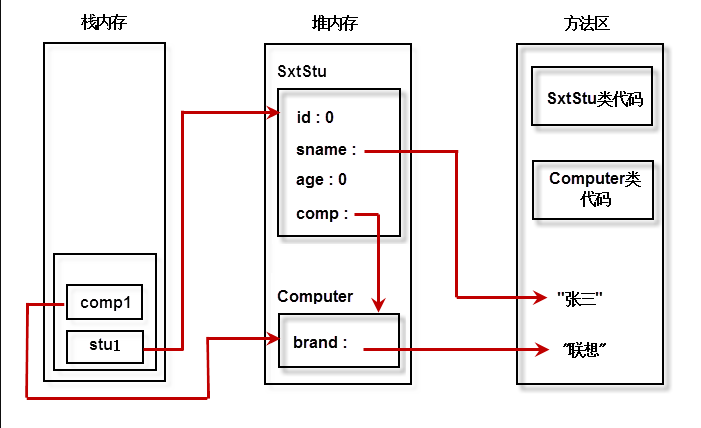 栈内存
堆内存
方法区
SxtStu
id : 0
sname :
age : 0
comp :
Computer
brand :
comp1
stu1
SxtStu类代码
Computer类
代码
"张三"
"联想"